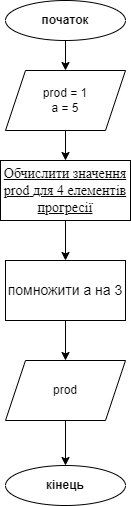 початок
prod = 1
a = 5
Обчислити значення
prod для 4 елементів
прогресії
помножити а на 3
prod
кінець